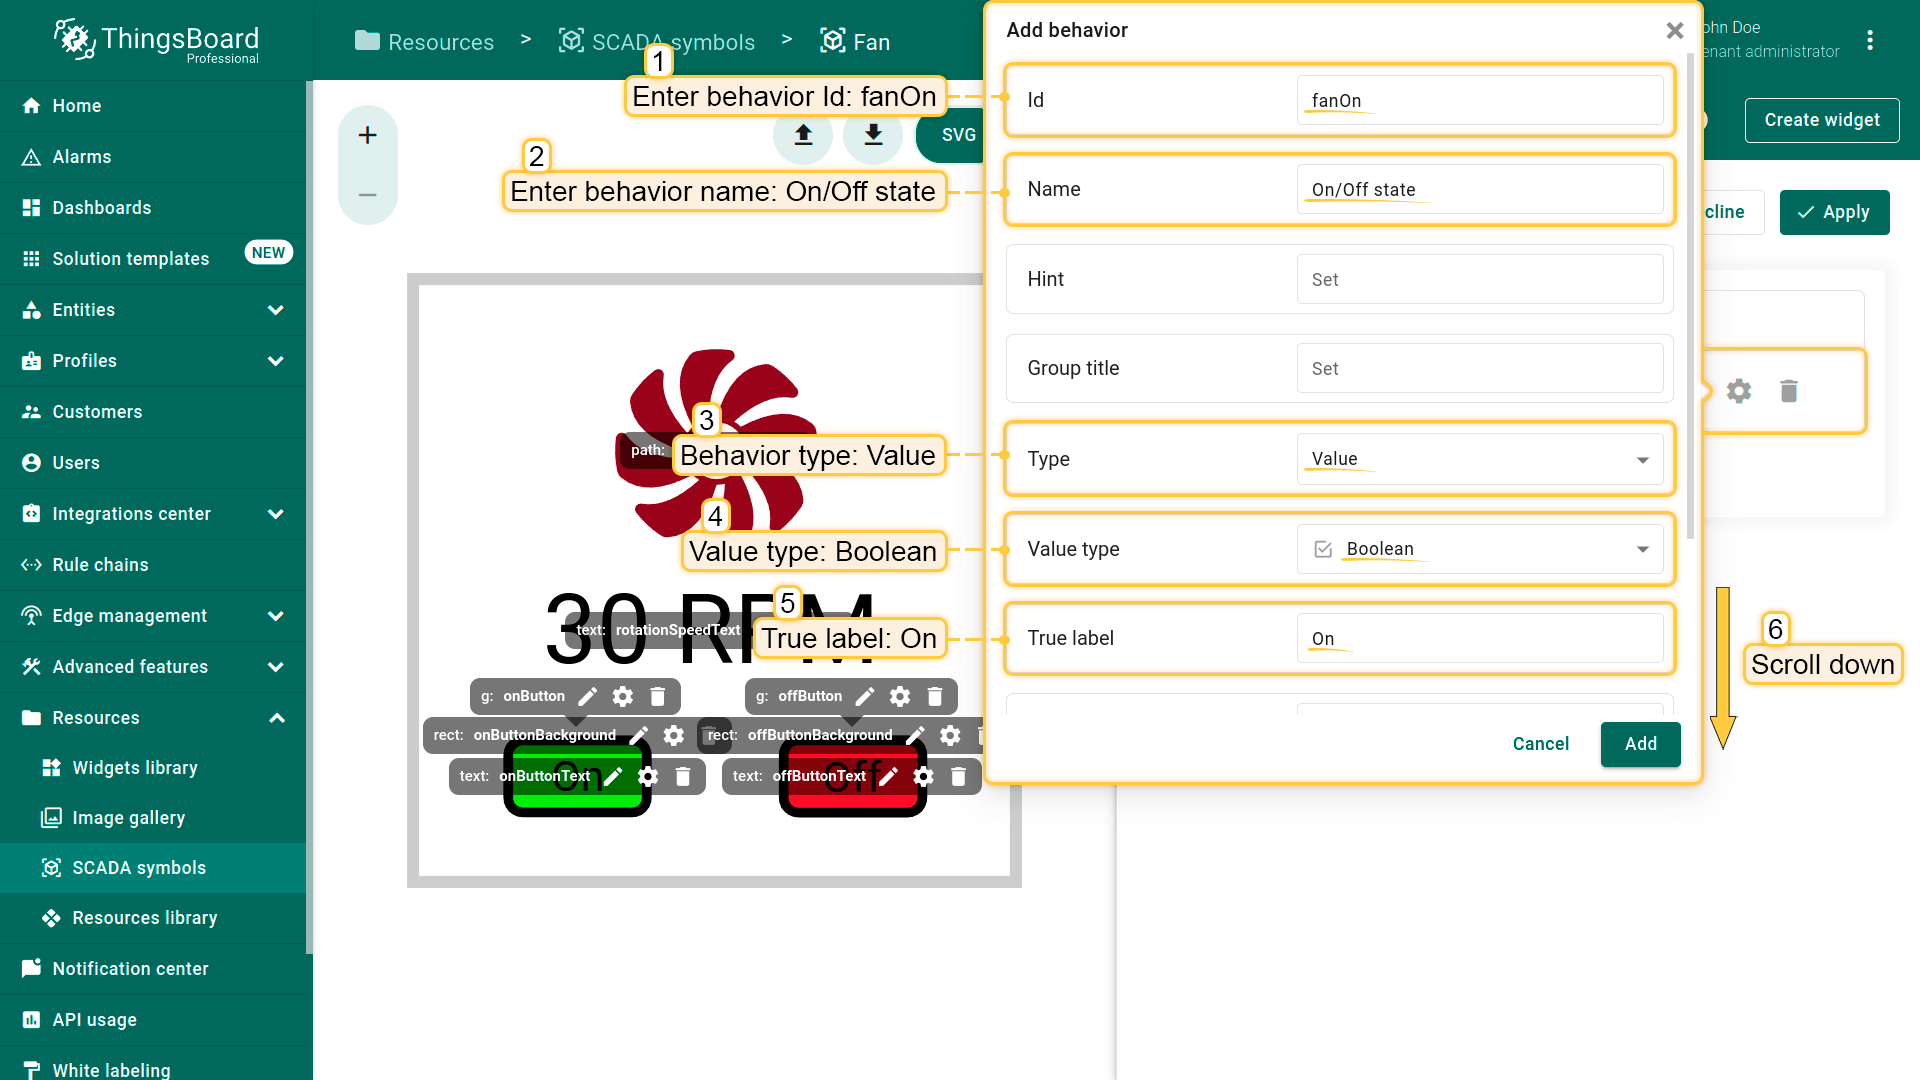 ThingsBoard
Professional
Resources > SCADA symbols > Fan
John Doe
Tenant administrator
Home
Alarms
Dashboards
Solution templates NEW
Entities
Profiles
Customers
Users
Integrations center
Rule chains
Edge management
Advanced features
Resources
Widgets library
Image gallery
SCADA symbols
Resources library
Notification center
API usage
White labeling
+
−
SVG
Create widget
cline
Apply
1
Enter behavior Id: fanOn
2
Enter behavior name: On/Off state
3
Behavior type: Value
4
Value type: Boolean
5
True label: On
6
Scroll down
path:
30 RPM
text: rotationSpeedText
g: onButton
g: offButton
rect: onButtonBackground
rect: offButtonBackground
text: onButtonText
text: offButtonText
On
Off
Add behavior
Id
fanOn
Name
On/Off state
Hint
Set
Group title
Set
Type
Value
Value type
Boolean
True label
On
Cancel
Add